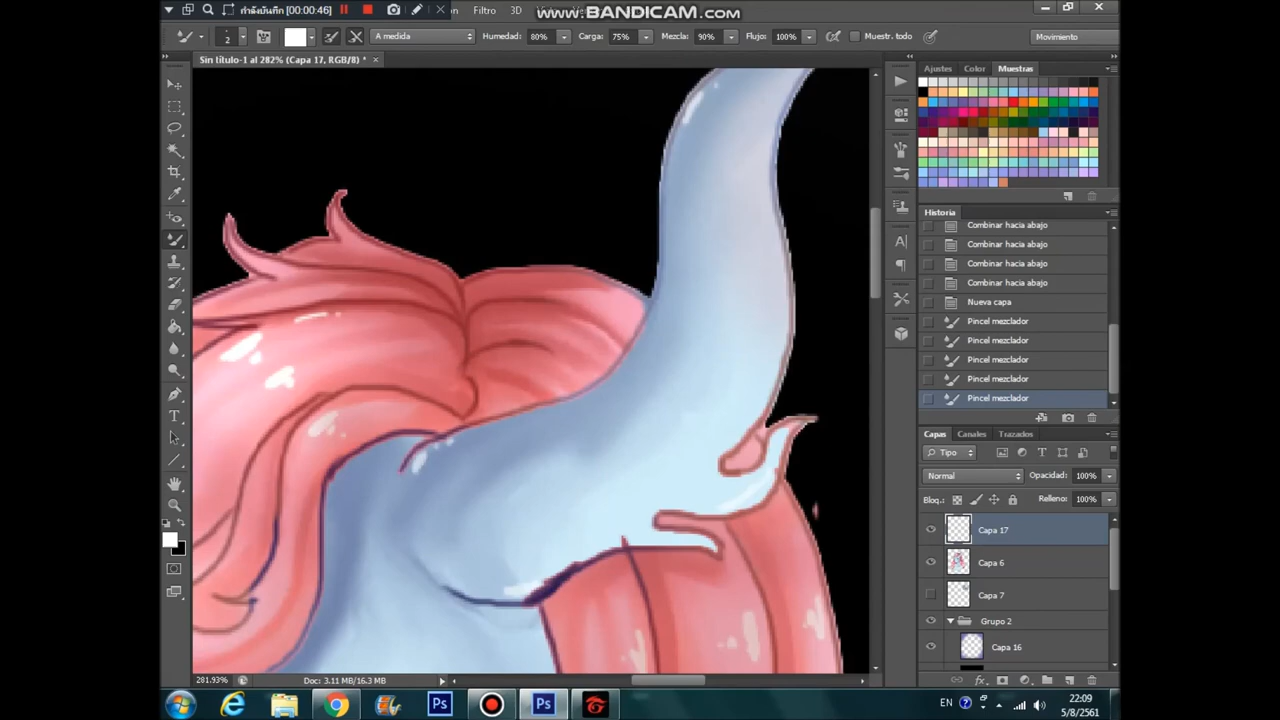 กำลังบันทึก [00:00:46]
ón
Filtro
3D
www.BANDICAM.com
2
A medida
Humedad: 80%
Carga: 75%
Mezcla: 90%
Flujo: 100%
Muestr. todo
Movimiento
Sin título-1 al 282% (Capa 17, RGB/8) *
Ajustes
Color
Muestras
Historia
Combinar hacia abajo
Combinar hacia abajo
Combinar hacia abajo
Combinar hacia abajo
Nueva capa
Pincel mezclador
Pincel mezclador
Pincel mezclador
Pincel mezclador
Pincel mezclador
Capas
Canales
Trazados
Tipo
Normal
Opacidad: 100%
Bloq.:
Relleno: 100%
Capa 17
Capa 6
Capa 7
Grupo 2
Capa 16
fx
281.93%
Doc: 3.11 MB/16.3 MB
Ps
Ps
EN
22:09
5/8/2561